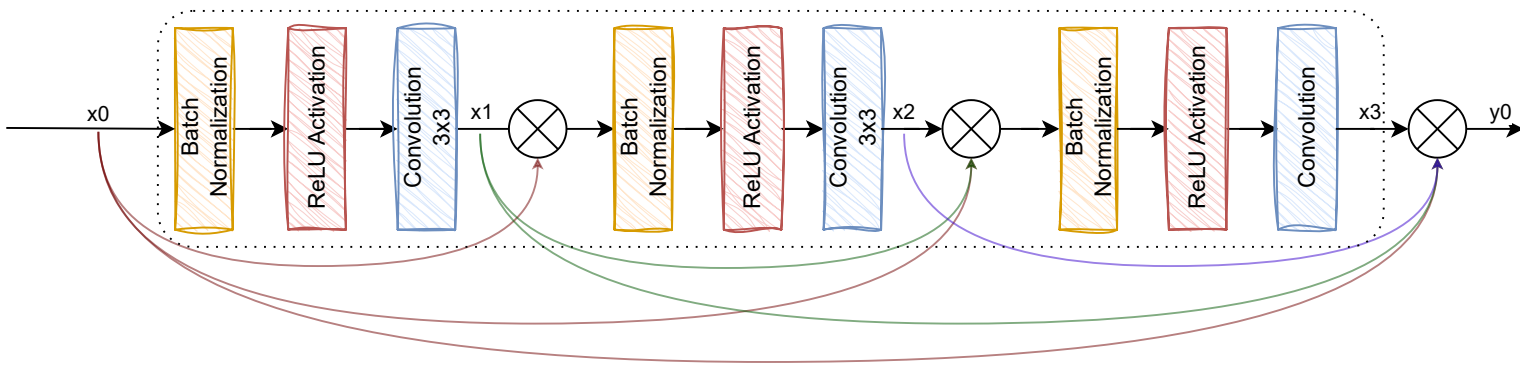 x0
Batch
Normalization
ReLU Activation
Convolution
3x3
x1
Batch
Normalization
ReLU Activation
Convolution
3x3
x2
Batch
Normalization
ReLU Activation
Convolution
x3
y0